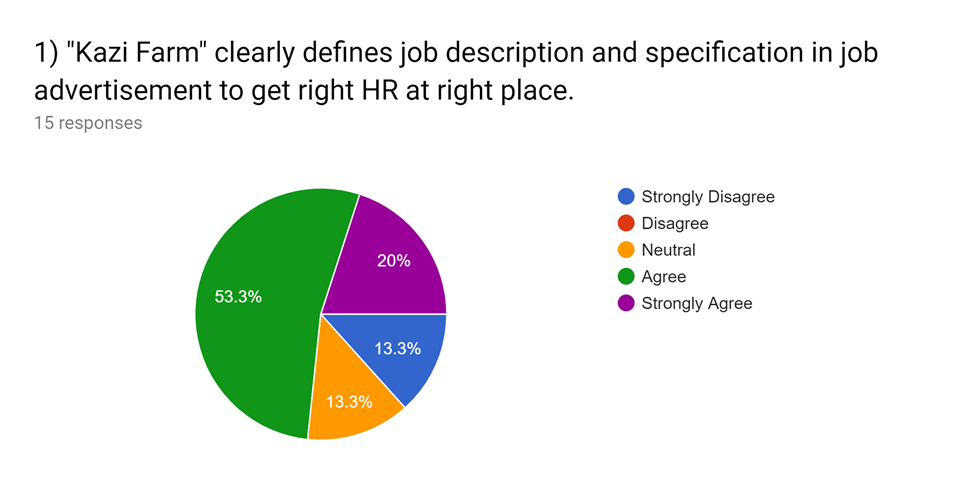 1) "Kazi Farm" clearly defines job description and specification in job
advertisement to get right HR at right place.
15 responses
Strongly Disagree
Disagree
Neutral
Agree
Strongly Agree
20%
53.3%
13.3%
13.3%